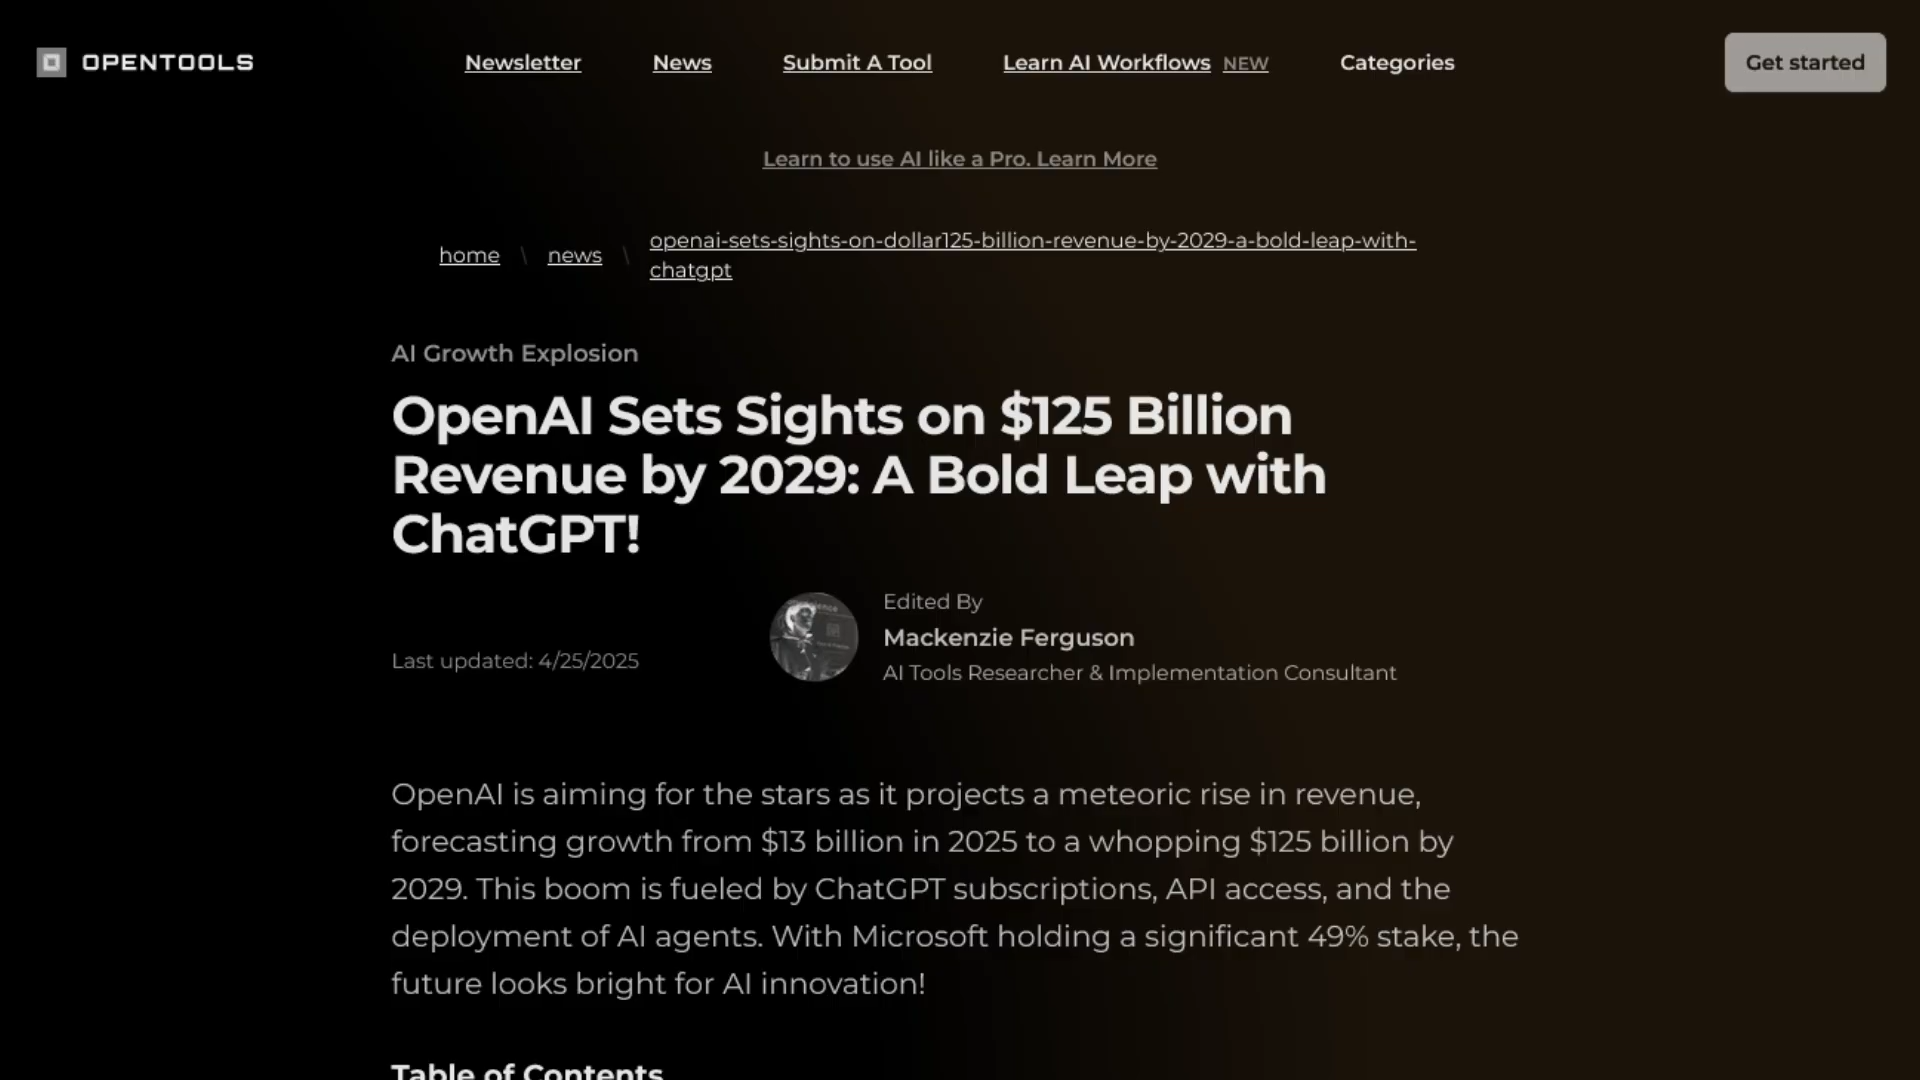 OPENTOOLS
Newsletter
News
Submit A Tool
Learn AI Workflows NEW
Categories
Get started
Learn to use AI like a Pro. Learn More
home \ news \ openai-sets-sights-on-dollar125-billion-revenue-by-2029-a-bold-leap-with-
chatgpt
AI Growth Explosion
OpenAI Sets Sights on $125 Billion
Revenue by 2029: A Bold Leap with
ChatGPT!
Last updated: 4/25/2025
Edited By
Mackenzie Ferguson
AI Tools Researcher & Implementation Consultant
OpenAI is aiming for the stars as it projects a meteoric rise in revenue,
forecasting growth from $13 billion in 2025 to a whopping $125 billion by
2029. This boom is fueled by ChatGPT subscriptions, API access, and the
deployment of AI agents. With Microsoft holding a significant 49% stake, the
future looks bright for AI innovation!
Table of Contents